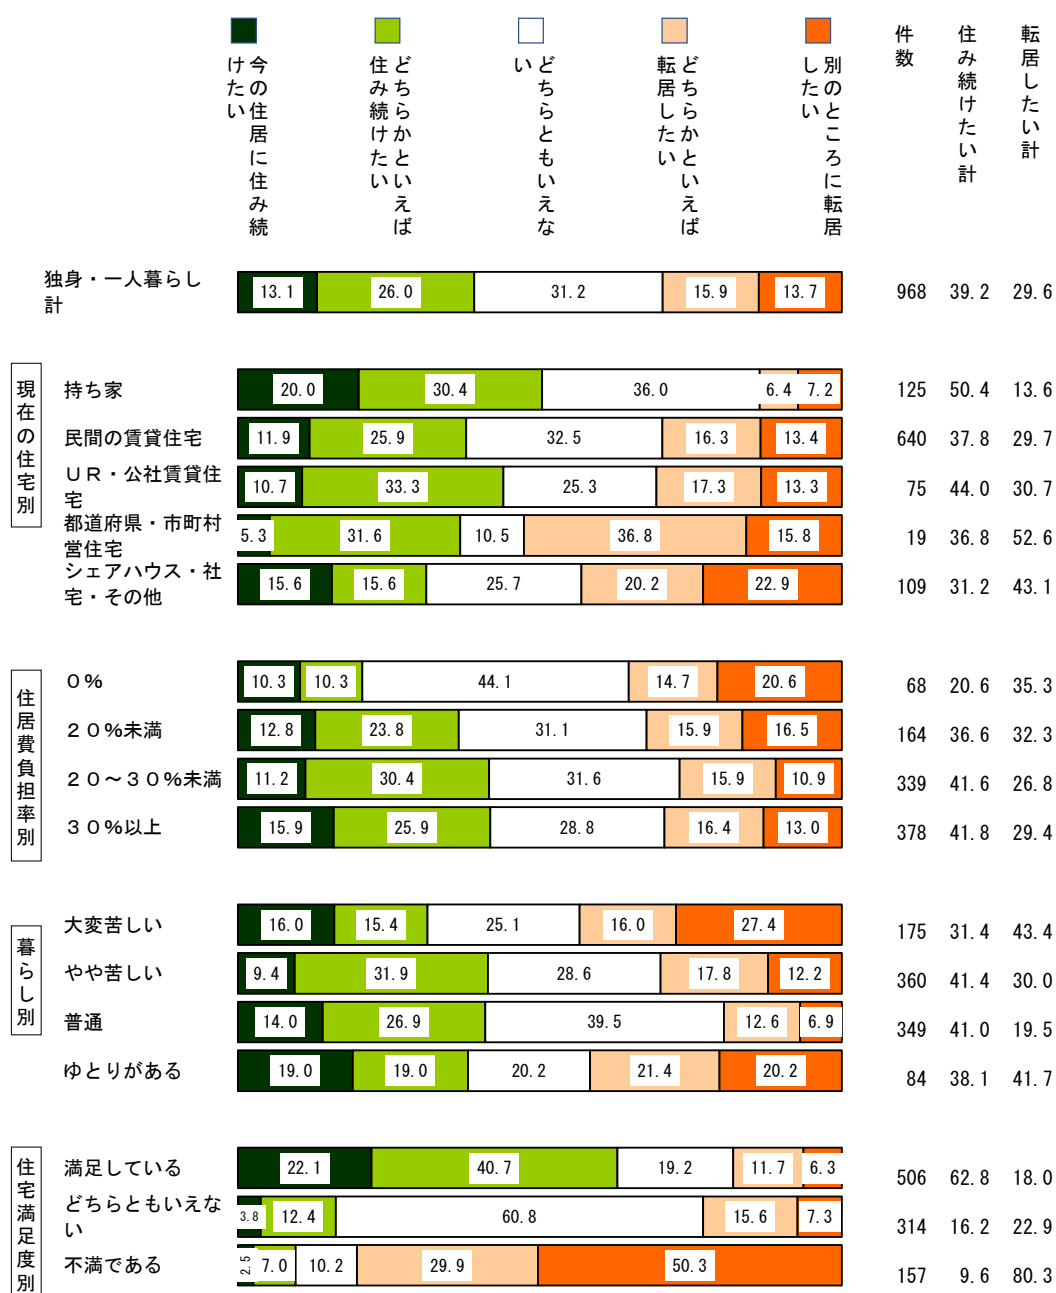 今の住居に住み続
けたい
どちらかといえば
住み続けたい
どちらともいえな
い
どちらかといえば
転居したい
別のところに転居
したい
件数
住み続けたい計
転居したい計
独身・一人暮らし
計
13.1 26.0 31.2 15.9 13.7 968 39.2 29.6
現在の住宅別
持ち家
20.0 30.4 36.0 6.4 7.2 125 50.4 13.6
民間の賃貸住宅
11.9 25.9 32.5 16.3 13.4 640 37.8 29.7
UR・公社賃貸住
宅
10.7 33.3 25.3 17.3 13.3 75 44.0 30.7
都道府県・市町村
営住宅
5.3 31.6 10.5 36.8 15.8 19 36.8 52.6
シェアハウス・社
宅・その他
15.6 15.6 25.7 20.2 22.9 109 31.2 43.1
住居費負担率別
0%
10.3 10.3 44.1 14.7 20.6 68 20.6 35.3
20%未満
12.8 23.8 31.1 15.9 16.5 164 36.6 32.3
20~30%未満
11.2 30.4 31.6 15.9 10.9 339 41.6 26.8
30%以上
15.9 25.9 28.8 16.4 13.0 378 41.8 29.4
暮らし別
大変苦しい
16.0 15.4 25.1 16.0 27.4 175 31.4 43.4
やや苦しい
9.4 31.9 28.6 17.8 12.2 360 41.4 30.0
普通
14.0 26.9 39.5 12.6 6.9 349 41.0 19.5
ゆとりがある
19.0 19.0 20.2 21.4 20.2 84 38.1 41.7
住宅満足度別
満足している
22.1 40.7 19.2 11.7 6.3 506 62.8 18.0
どちらともいえな
い
3.8 12.4 60.8 15.6 7.3 314 16.2 22.9
不満である
2.5 7.0 10.2 29.9 50.3 157 9.6 80.3